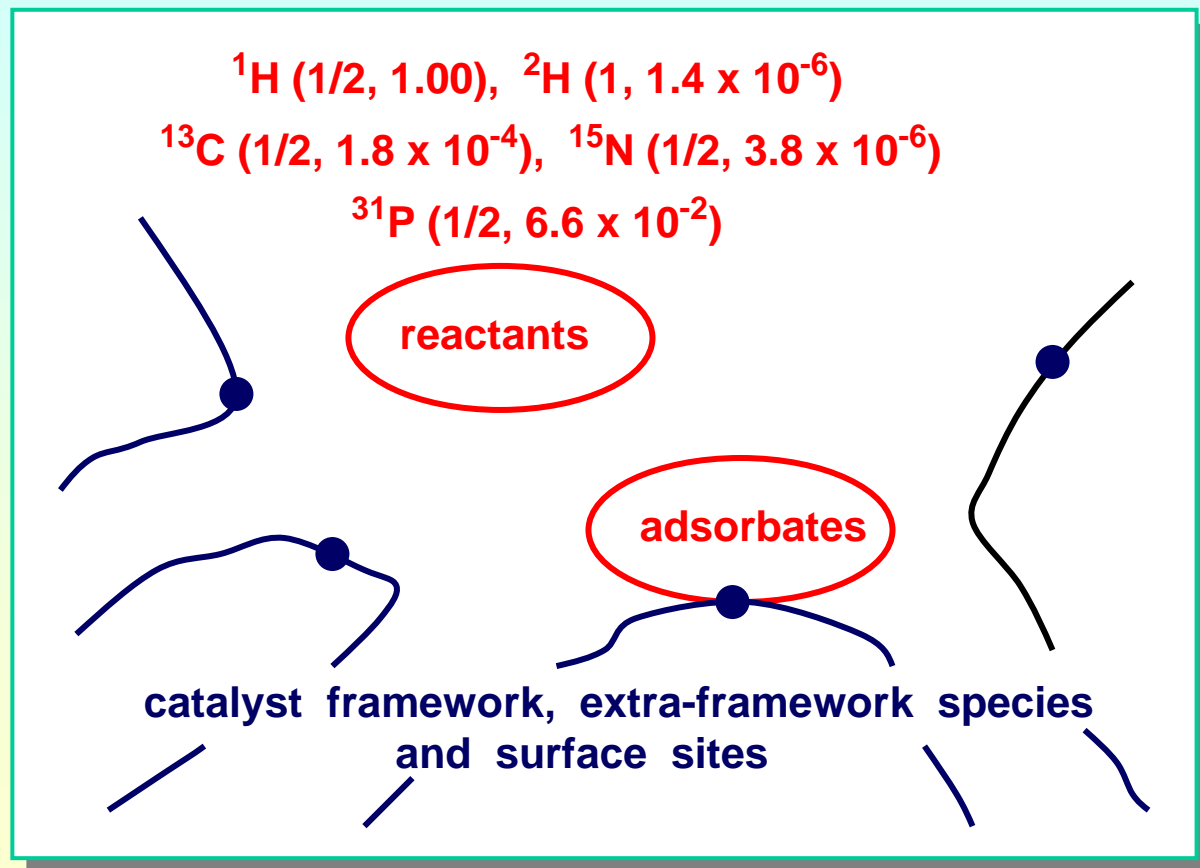 ¹H (1/2, 1.00), ²H (1, 1.4 x 10⁻⁶)
¹³C (1/2, 1.8 x 10⁻⁴), ¹⁵N (1/2, 3.8 x 10⁻⁶)
³¹P (1/2, 6.6 x 10⁻²)
reactants
adsorbates
catalyst framework, extra-framework species
and surface sites